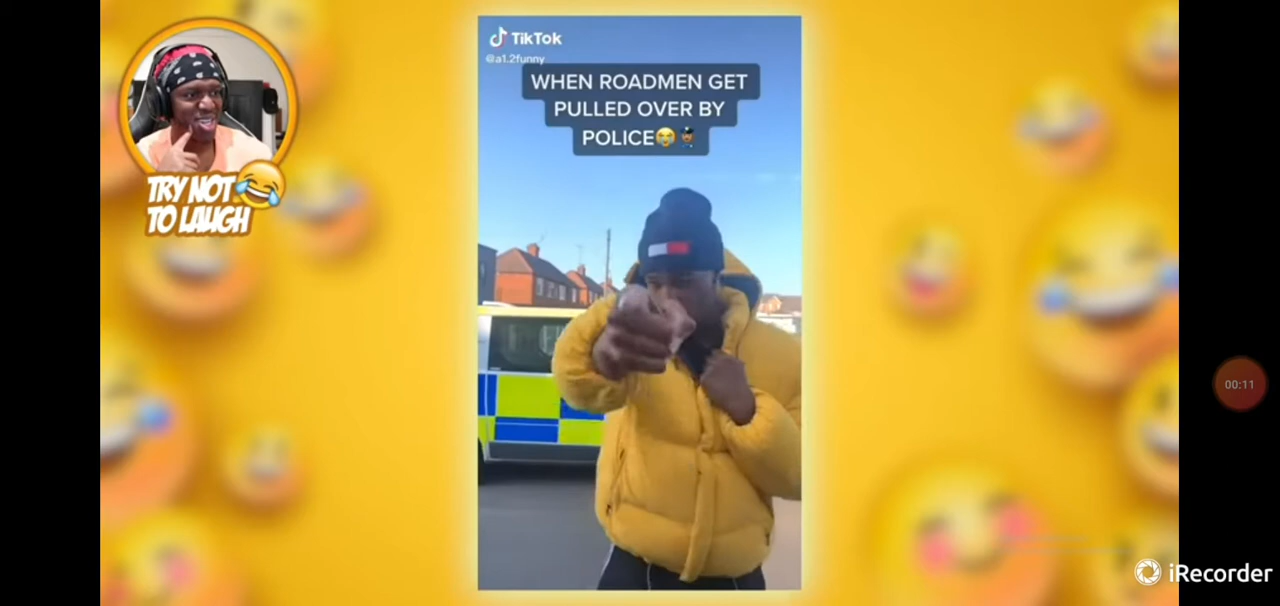 TikTok
@a1.2funny
WHEN ROADMEN GET
PULLED OVER BY
POLICE😭👮🏾
TRY NOT
TO LAUGH
00:11
iRecorder